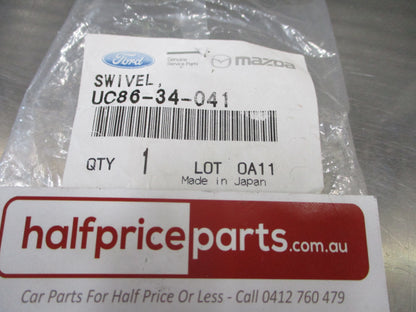 Ford
Genuine
Service Parts
mazda
SWIVEL,
UC86-34-041
QTY 1 LOT 0A11
Made in Japan
halfpriceparts.com.au
Car Parts For Half Price Or Less - Call 0412 760 479